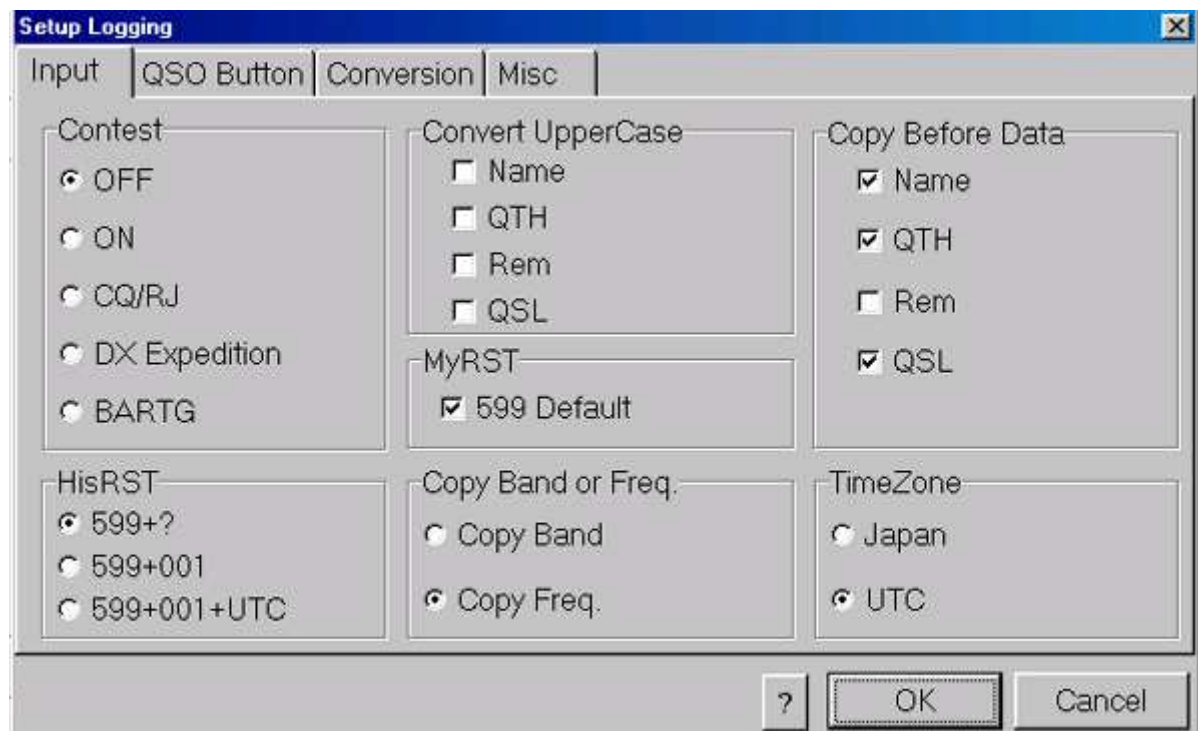 Setup Logging
Input
QSO Button
Conversion
Misc
Contest
OFF
ON
CQ/RJ
DX Expedition
BARTG
Convert UpperCase
Name
QTH
Rem
QSL
MyRST
599 Default
Copy Before Data
Name
QTH
Rem
QSL
HisRST
599+?
599+001
599+001+UTC
Copy Band or Freq.
Copy Band
Copy Freq.
TimeZone
Japan
UTC
?
OK
Cancel